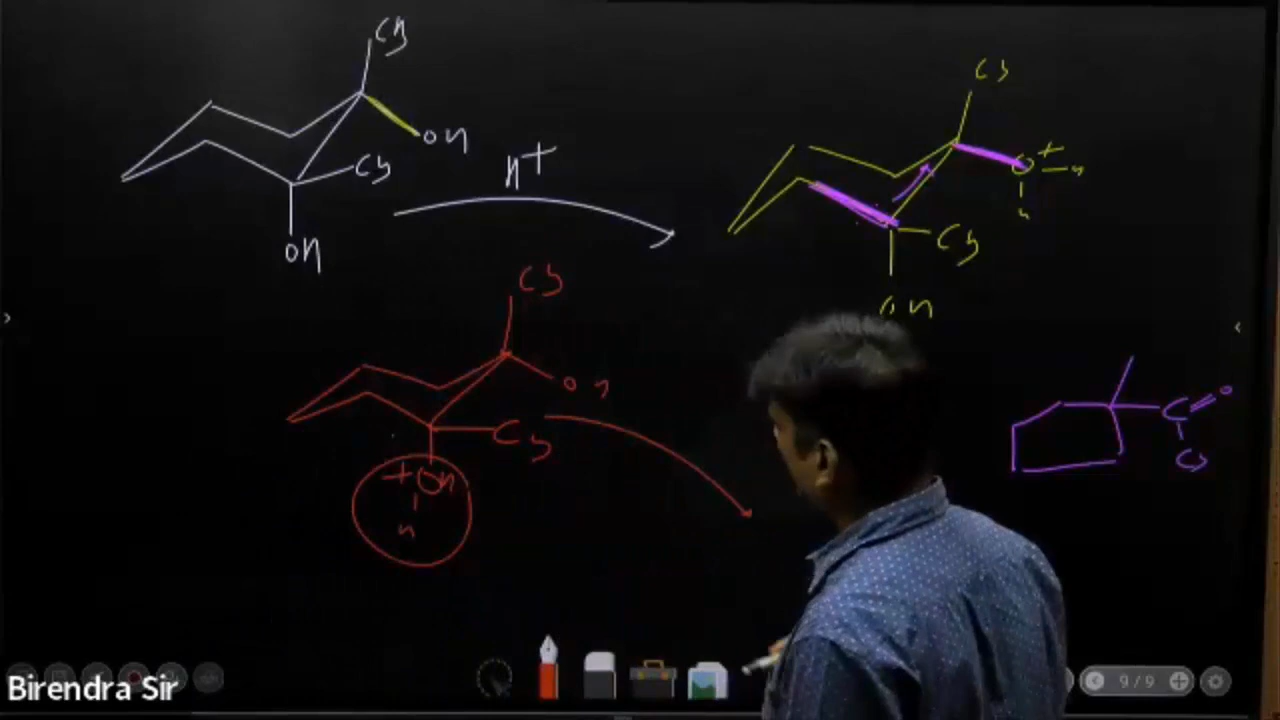 CH3
OH
CH3
OH
H+
CH3
O+
H
H
CH3
OH
CH3
OH
CH3
+OH
H
C
O
CH3
Birendra Sir
9/9